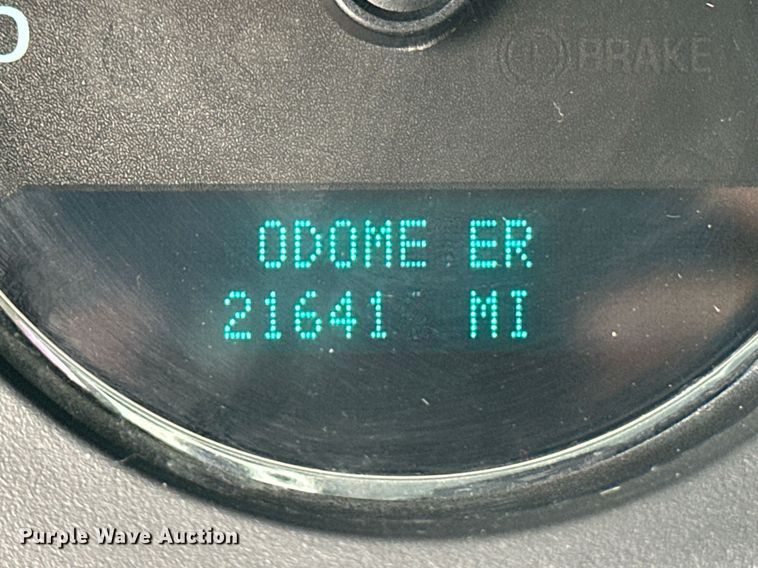 BRAKE
ODOME ER
21641 MI
Purple Wave Auction